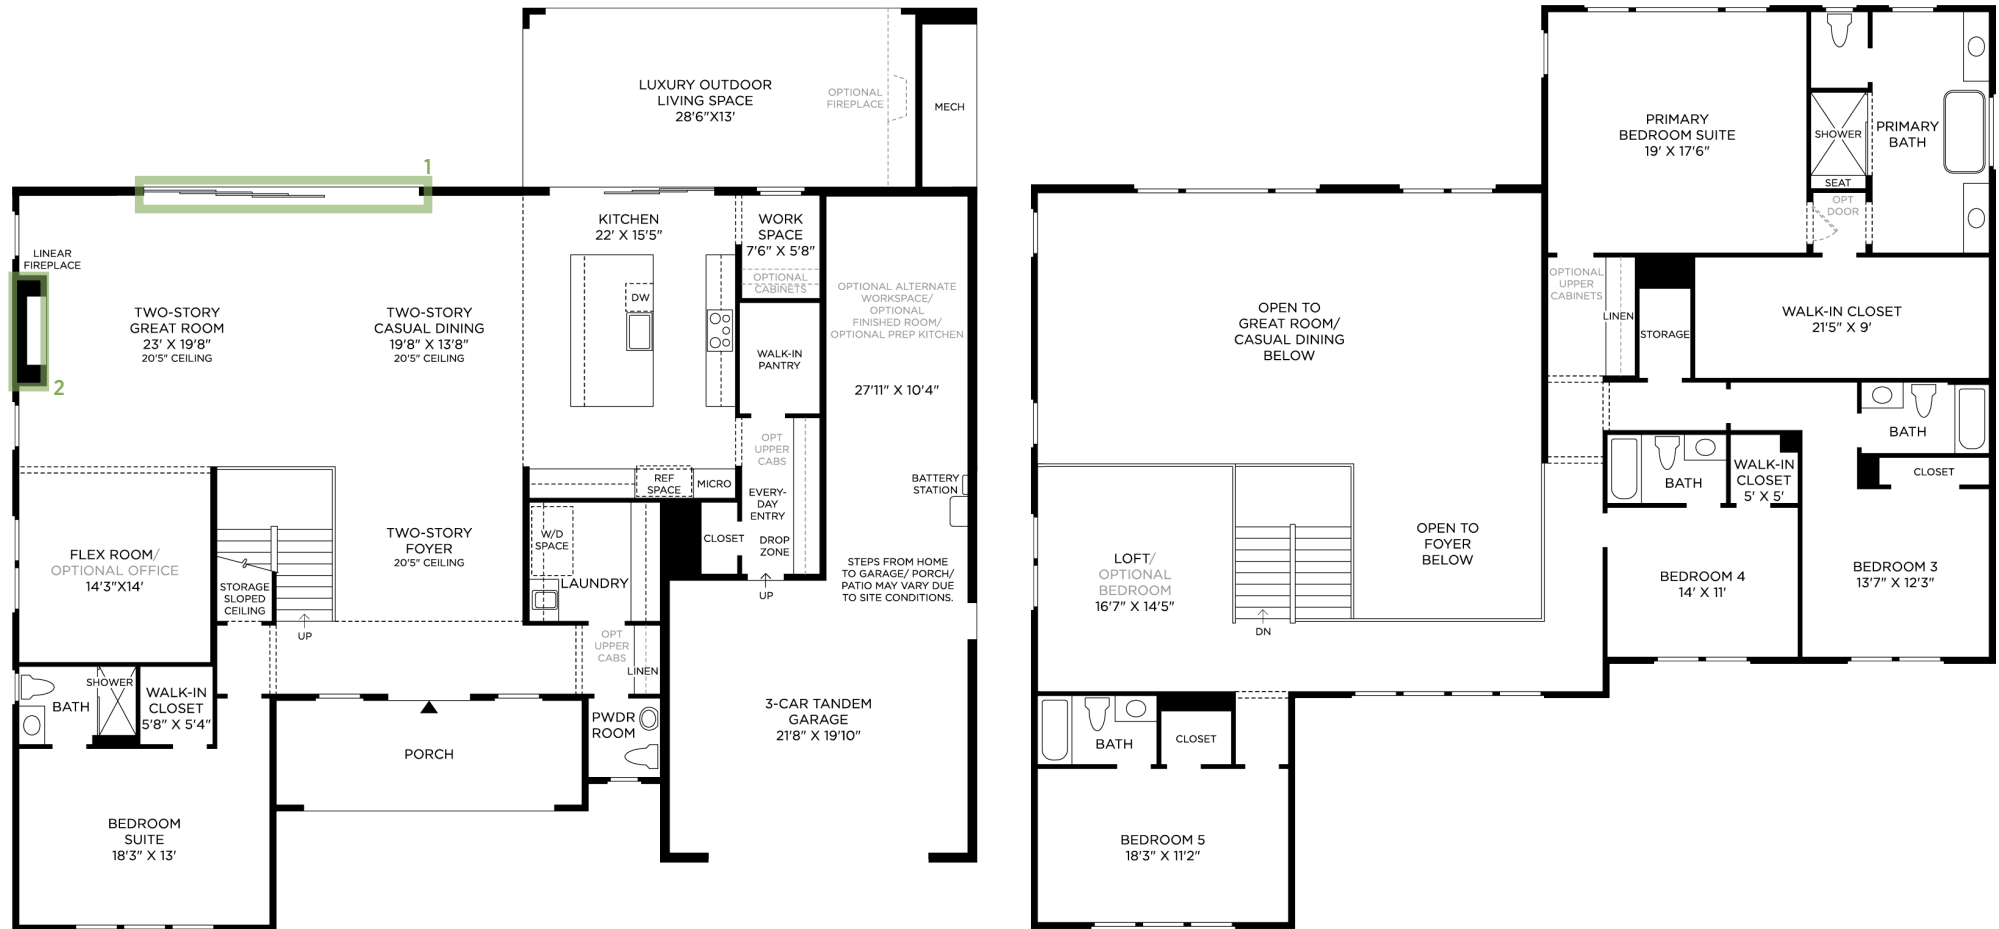 LUXURY OUTDOOR
LIVING SPACE
28'6"X13'
OPTIONAL
FIREPLACE
MECH
1
LINEAR
FIREPLACE
2
TWO-STORY
GREAT ROOM
23' X 19'8"
20'5" CEILING
TWO-STORY
CASUAL DINING
19'8" X 13'8"
20'5" CEILING
KITCHEN
22' X 15'5"
DW
WORK
SPACE
7'6" X 5'8"
OPTIONAL
CABINETS
WALK-IN
PANTRY
OPTIONAL ALTERNATE
WORKSPACE/
OPTIONAL
FINISHED ROOM/
OPTIONAL PREP KITCHEN
27'11" X 10'4"
OPT
UPPER
CABS
REF
SPACE
MICRO
EVERY-
DAY
ENTRY
DROP
ZONE
CLOSET
UP
BATTERY
STATION
STEPS FROM HOME
TO GARAGE/ PORCH/
PATIO MAY VARY DUE
TO SITE CONDITIONS.
FLEX ROOM/
OPTIONAL OFFICE
14'3"X14'
STORAGE
SLOPED
CEILING
UP
TWO-STORY
FOYER
20'5" CEILING
W/D
SPACE
LAUNDRY
OPT
UPPER
CABS
LINEN
SHOWER
BATH
WALK-IN
CLOSET
5'8" X 5'4"
PORCH
PWDR
ROOM
3-CAR TANDEM
GARAGE
21'8" X 19'10"
BEDROOM
SUITE
18'3" X 13'
PRIMARY
BEDROOM SUITE
19' X 17'6"
SHOWER
SEAT
PRIMARY
BATH
OPT
DOOR
OPTIONAL
UPPER
CABINETS
LINEN
STORAGE
WALK-IN CLOSET
21'5" X 9'
OPEN TO
GREAT ROOM/
CASUAL DINING
BELOW
BATH
CLOSET
BATH
WALK-IN
CLOSET
5' X 5'
OPEN TO
FOYER
BELOW
LOFT/
OPTIONAL
BEDROOM
16'7" X 14'5"
DN
BEDROOM 4
14' X 11'
BEDROOM 3
13'7" X 12'3"
BATH
CLOSET
BEDROOM 5
18'3" X 11'2"